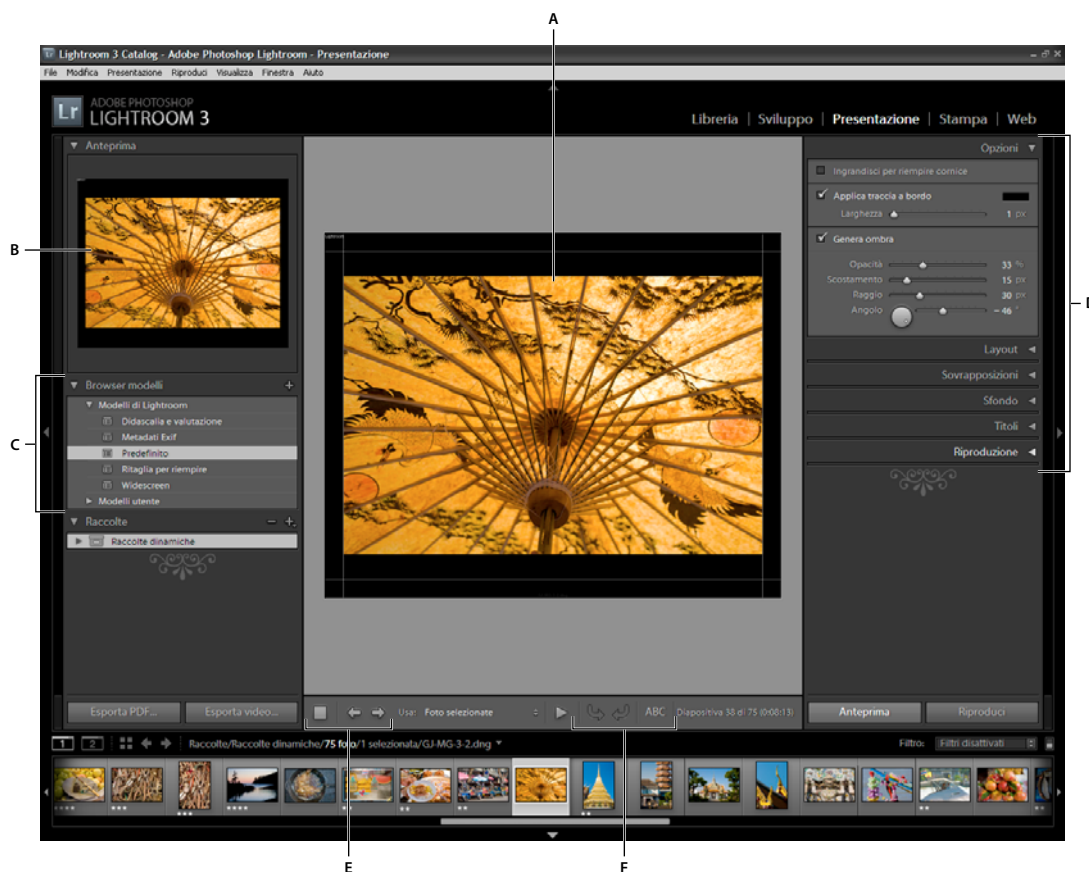 A
Lightroom 3 Catalog - Adobe Photoshop Lightroom - Presentazione
File Modifica Presentazione Riproduci Visualizza Finestra Aiuto
Lr ADOBE PHOTOSHOP
LIGHTROOM 3
Libreria | Sviluppo | Presentazione | Stampa | Web
Anteprima
B
Browser modelli +
Modelli di Lightroom
Didascalia e valutazione
Metadati Exif
Predefinito
Ritaglia per riempire
Widescreen
Modelli utente
C
Raccolte − +
Raccolte dinamiche
Esporta PDF... Esporta video...
Opzioni
Ingrandisci per riempire cornice
Applica traccia a bordo
Larghezza 1 px
Genera ombra
Opacità 33 %
Scostamento 15 px
Raggio 30 px
Angolo - 46 °
Layout
Sovrapposizioni
Sfondo
Titoli
Riproduzione
Usa: Foto selezionate ABC Diapositiva 38 di 75 (0:08:13)
Anteprima Riproduci
1 2 Raccolte/Raccolte dinamiche/75 foto/1 selezionata/GJ-MG-3-2.dng
Filtro: Filtri disattivati
E
F